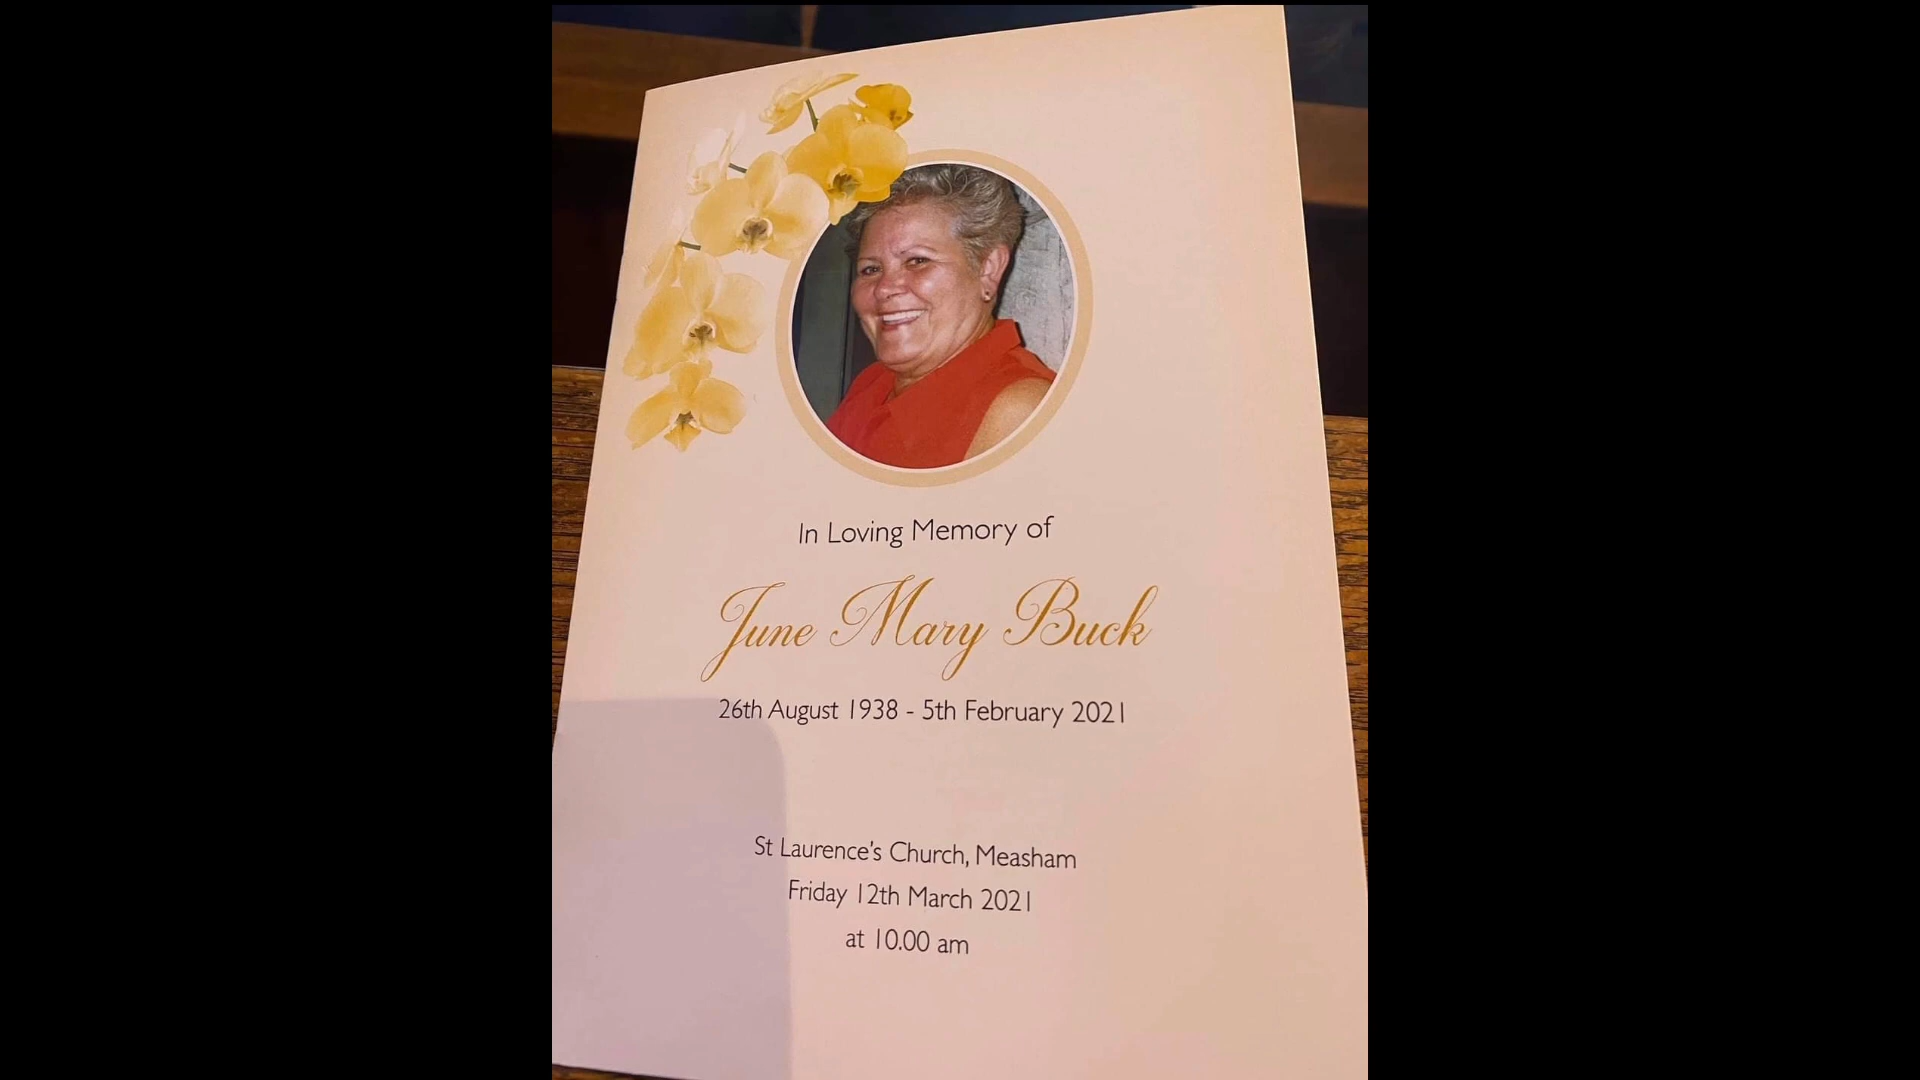 In Loving Memory of
June Mary Buck
26th August 1938 - 5th February 2021
St Laurence's Church, Measham
Friday 12th March 2021
at 10.00 am